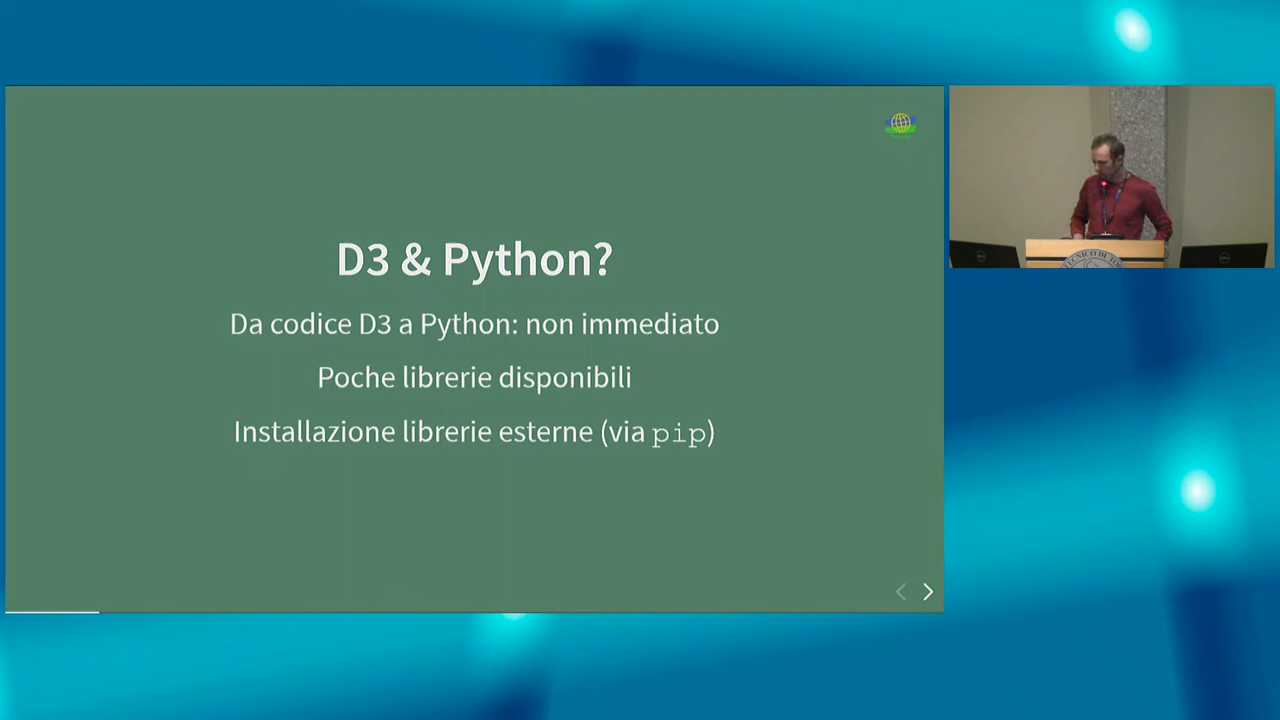 D3 & Python?
Da codice D3 a Python: non immediato
Poche librerie disponibili
Installazione librerie esterne (via pip)